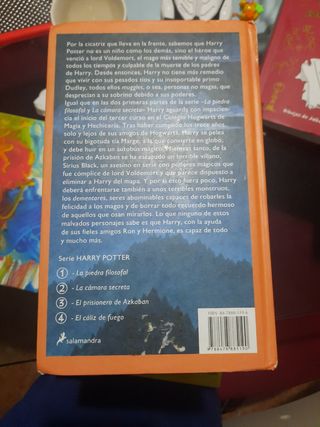 Por la cicatriz que lleva en la frente, sabemos que Harry
Potter no es un niño como los demás, sino el héroe que
venció a lord Voldemort, el mago más temible y maligno de
todos los tiempos y culpable de la muerte de los padres
de Harry. Desde entonces, Harry no tiene más remedio
que vivir con sus pesados tíos y su insoportable primo
Dudley, todos ellos muggles, o sea, personas no magas, que
desprecian a su sobrino debido a sus poderes.
Igual que en las dos primeras partes de la serie –La piedra
filosofal y La cámara secreta– Harry aguarda con impacien-
cia el inicio del tercer curso en el Colegio Hogwarts de
Magia y Hechicería. Tras haber cumplido los trece años,
solo y lejos de sus amigos de Hogwarts, Harry se pelea
con su bigotuda tía Marge, a la que convierte en globo,
y debe huir en un autobús mágico. Mientras tanto, de la
prisión de Azkaban se ha escapado un terrible villano,
Sirius Black, un asesino en serie con poderes mágicos que
fue cómplice de lord Voldemort y que parece dispuesto a
eliminar a Harry del mapa. Y por si esto fuera poco, Harry
deberá enfrentarse también a unos terribles monstruos,
los dementores, seres abominables capaces de robarles la
felicidad a los magos y de borrar todo recuerdo hermoso
de aquellos que osan mirarlos. Lo que ninguno de estos
malvados personajes sabe es que Harry, con la ayuda
de sus fieles amigos Ron y Hermione, es capaz de todo
y mucho más.
Serie HARRY POTTER
1 - La piedra filosofal
2 - La cámara secreta
3 - El prisionero de Azkaban
4 - El cáliz de fuego
salamandra